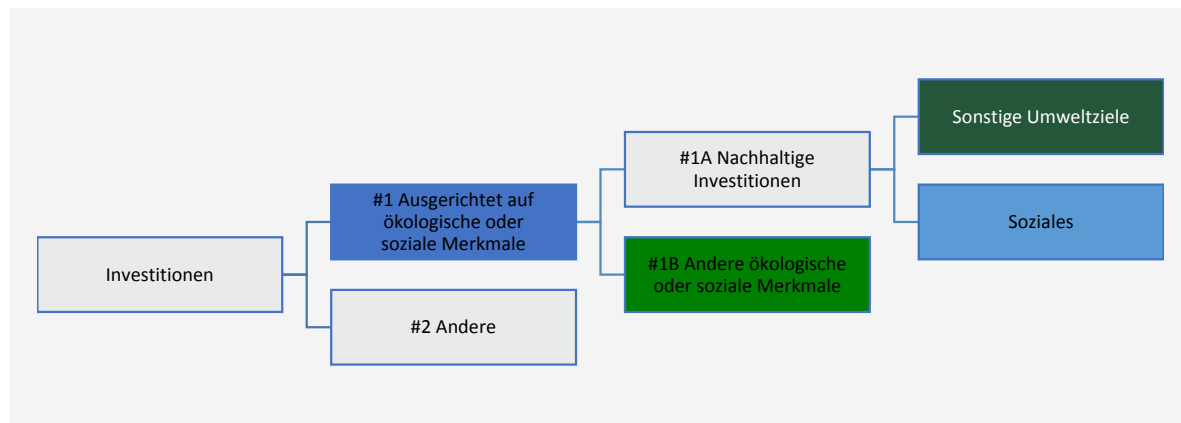 Investitionen
#1 Ausgerichtet auf
ökologische oder
soziale Merkmale
#2 Andere
#1A Nachhaltige
Investitionen
#1B Andere ökologische
oder soziale Merkmale
Sonstige Umweltziele
Soziales